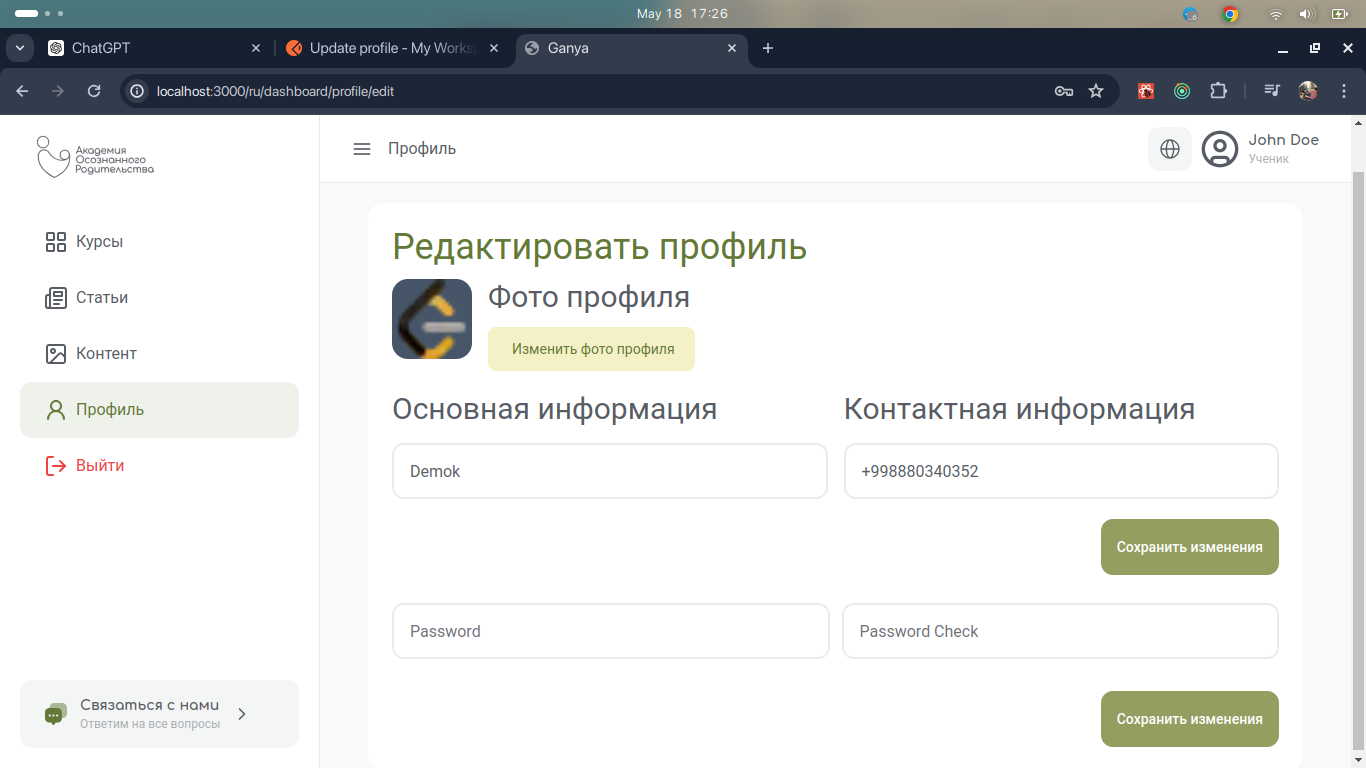 May 18 17:26
ChatGPT
Update profile - My Works
Ganya
localhost:3000/ru/dashboard/profile/edit
Академия
Осознанного
Родительства
Профиль
John Doe
Ученик
Курсы
Статьи
Контент
Профиль
Выйти
Редактировать профиль
Фото профиля
Изменить фото профиля
Основная информация
Контактная информация
Demok
+998880340352
Сохранить изменения
Password
Password Check
Сохранить изменения
Связаться с нами
Ответим на все вопросы